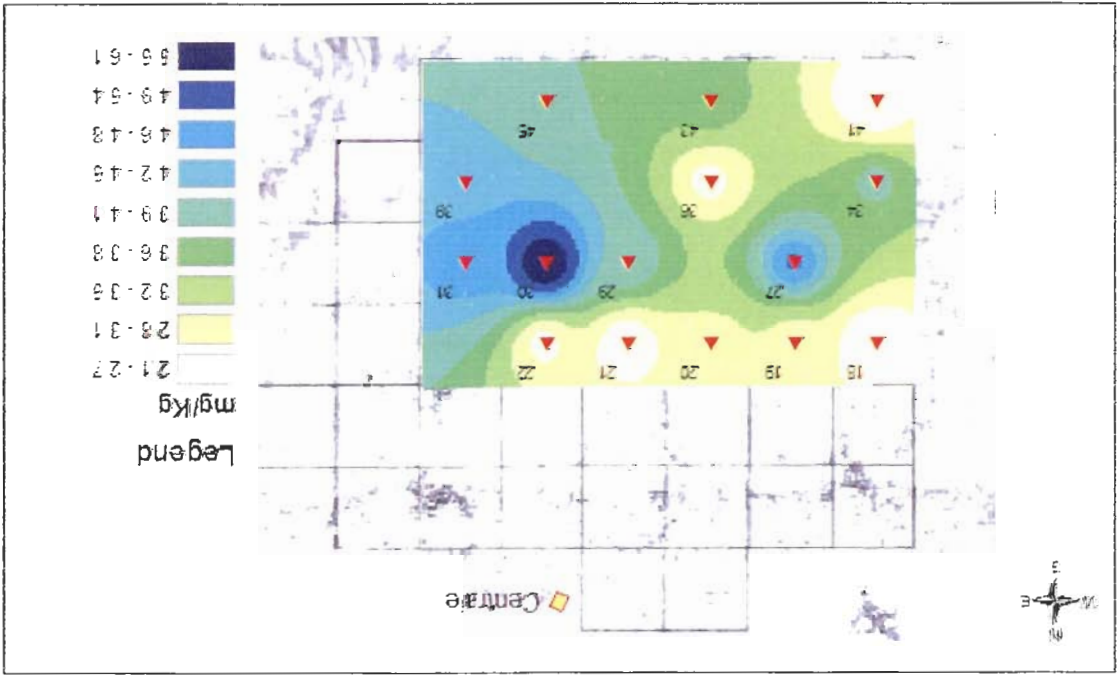 N
W E
S
Centrale
18 19 20 21 22
27 29 30 31
34 36 39
41 43 45
Legend
mg/Kg
21 - 27
28 - 31
32 - 35
36 - 38
39 - 41
42 - 45
46 - 48
49 - 54
55 - 61